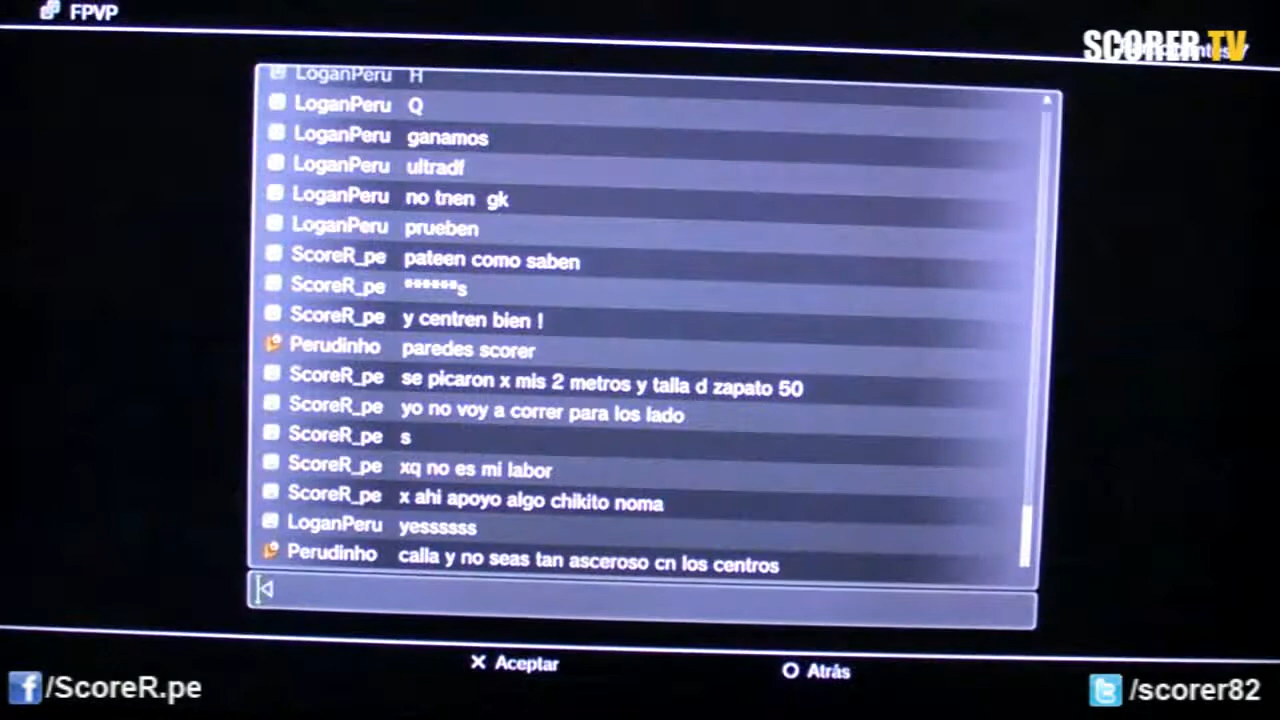 FPVP
SCORER TV
LoganPeru H
LoganPeru Q
LoganPeru ganamos
LoganPeru ultradf
LoganPeru no tnen gk
LoganPeru prueben
ScoreR_pe pateen como saben
ScoreR_pe ******s
ScoreR_pe y centren bien !
Perudinho paredes scorer
ScoreR_pe se picaron x mis 2 metros y talla d zapato 50
ScoreR_pe yo no voy a correr para los lado
ScoreR_pe s
ScoreR_pe xq no es mi labor
ScoreR_pe x ahi apoyo algo chikito noma
LoganPeru yessssss
Perudinho calla y no seas tan asceroso cn los centros
X Aceptar
O Atrás
/ScoreR.pe
/scorer82